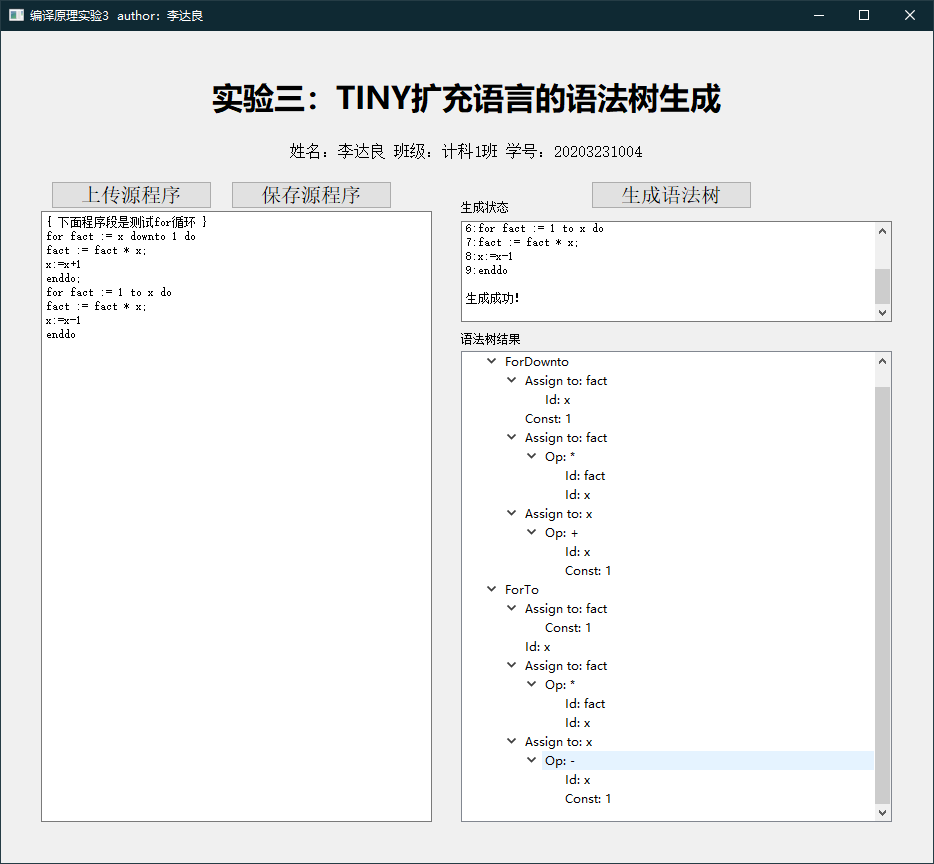 编译原理实验3 author：李达良
实验三：TINY扩充语言的语法树生成
姓名：李达良 班级：计科1班 学号：20203231004
上传源程序
保存源程序
{ 下面程序段是测试for循环 }
for fact := x downto 1 do
fact := fact * x;
x:=x+1
enddo;
for fact := 1 to x do
fact := fact * x;
x:=x-1
enddo
生成语法树
生成状态
6:for fact := 1 to x do
7:fact := fact * x;
8:x:=x-1
9:enddo
生成成功!
语法树结果
ForDownto
Assign to: fact
Id: x
Const: 1
Assign to: fact
Op: *
Id: fact
Id: x
Assign to: x
Op: +
Id: x
Const: 1
ForTo
Assign to: fact
Const: 1
Id: x
Assign to: fact
Op: *
Id: fact
Id: x
Assign to: x
Op: -
Id: x
Const: 1